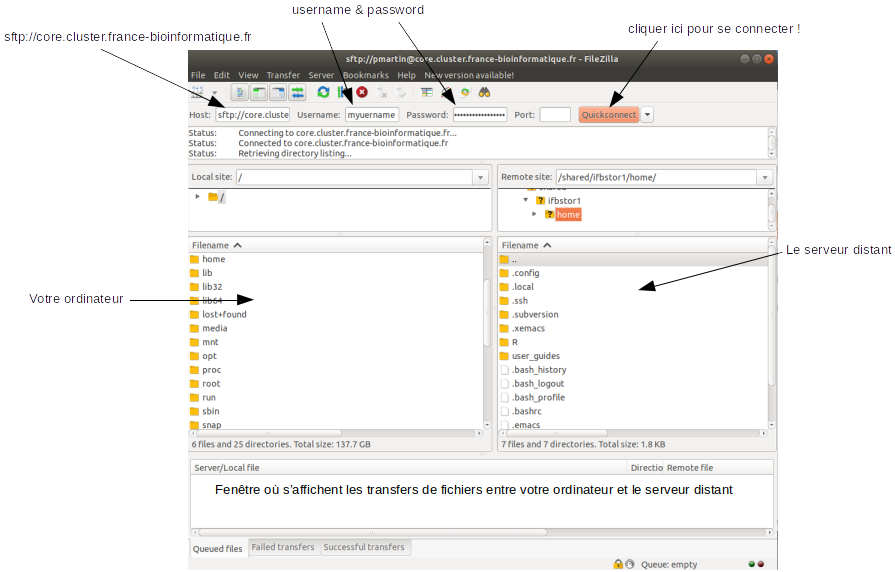 username & password
cliquer ici pour se connecter !
sftp://core.cluster.france-bioinformatique.fr
sftp://pmartin@core.cluster.france-bioinformatique.fr - FileZilla
File Edit View Transfer Server Bookmarks Help New version available!
Host: sftp://core.cluste Username: myuername Password: •••••••••••••••• Port: Quickconnect
Status: Connecting to core.cluster.france-bioinformatique.fr...
Status: Connected to core.cluster.france-bioinformatique.fr
Status: Retrieving directory listing...
Local site: /
Remote site: /shared/ifbstor1/home/
/
ifbstor1
home
Filename
home
lib
lib32
lib64
lost+found
media
mnt
opt
proc
root
run
sbin
snap
6 files and 25 directories. Total size: 137.7 GB
Votre ordinateur
Filename
..
.config
.local
.ssh
.subversion
.xemacs
R
user_guides
.bash_history
.bash_logout
.bash_profile
.bashrc
.emacs
7 files and 7 directories. Total size: 1.8 KB
Le serveur distant
Server/Local file Directio Remote file
Fenêtre où s'affichent les transfers de fichiers entre votre ordinateur et le serveur distant
Queued files Failed transfers Successful transfers
Queue: empty